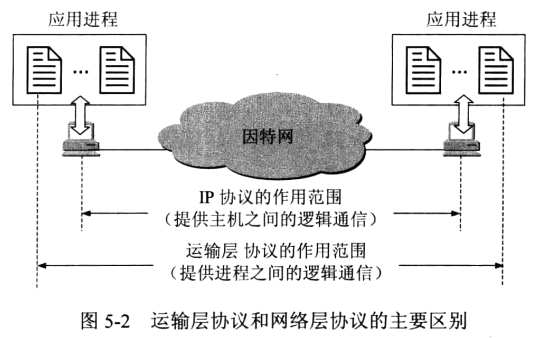 应用进程
应用进程
…
…
因特网
IP 协议的作用范围
（提供主机之间的逻辑通信）
运输层 协议的作用范围
（提供进程之间的逻辑通信）
图 5-2 运输层协议和网络层协议的主要区别